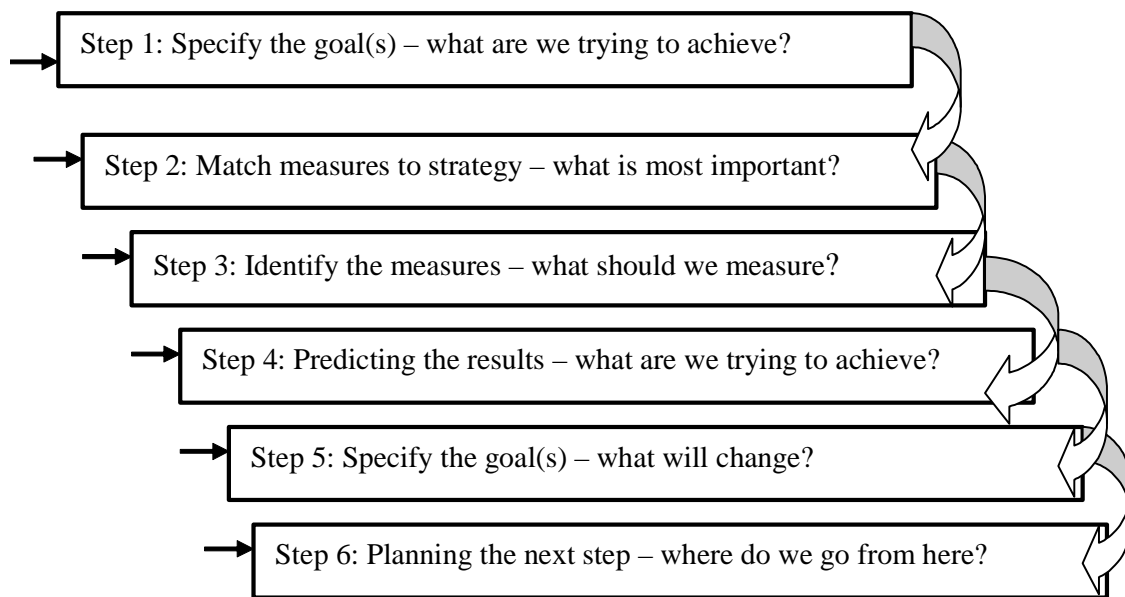 Step 1: Specify the goal(s) – what are we trying to achieve?
Step 2: Match measures to strategy – what is most important?
Step 3: Identify the measures – what should we measure?
Step 4: Predicting the results – what are we trying to achieve?
Step 5: Specify the goal(s) – what will change?
Step 6: Planning the next step – where do we go from here?